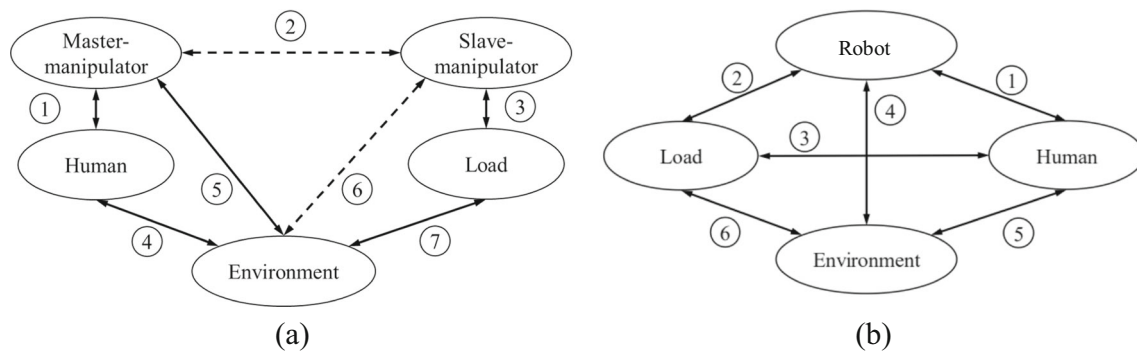 Master-
manipulator
②
Slave-
manipulator
①
③
Human
Load
⑤
⑥
④
⑦
Environment
(a)
Robot
②
①
④
③
Load
Human
⑥
⑤
Environment
(b)